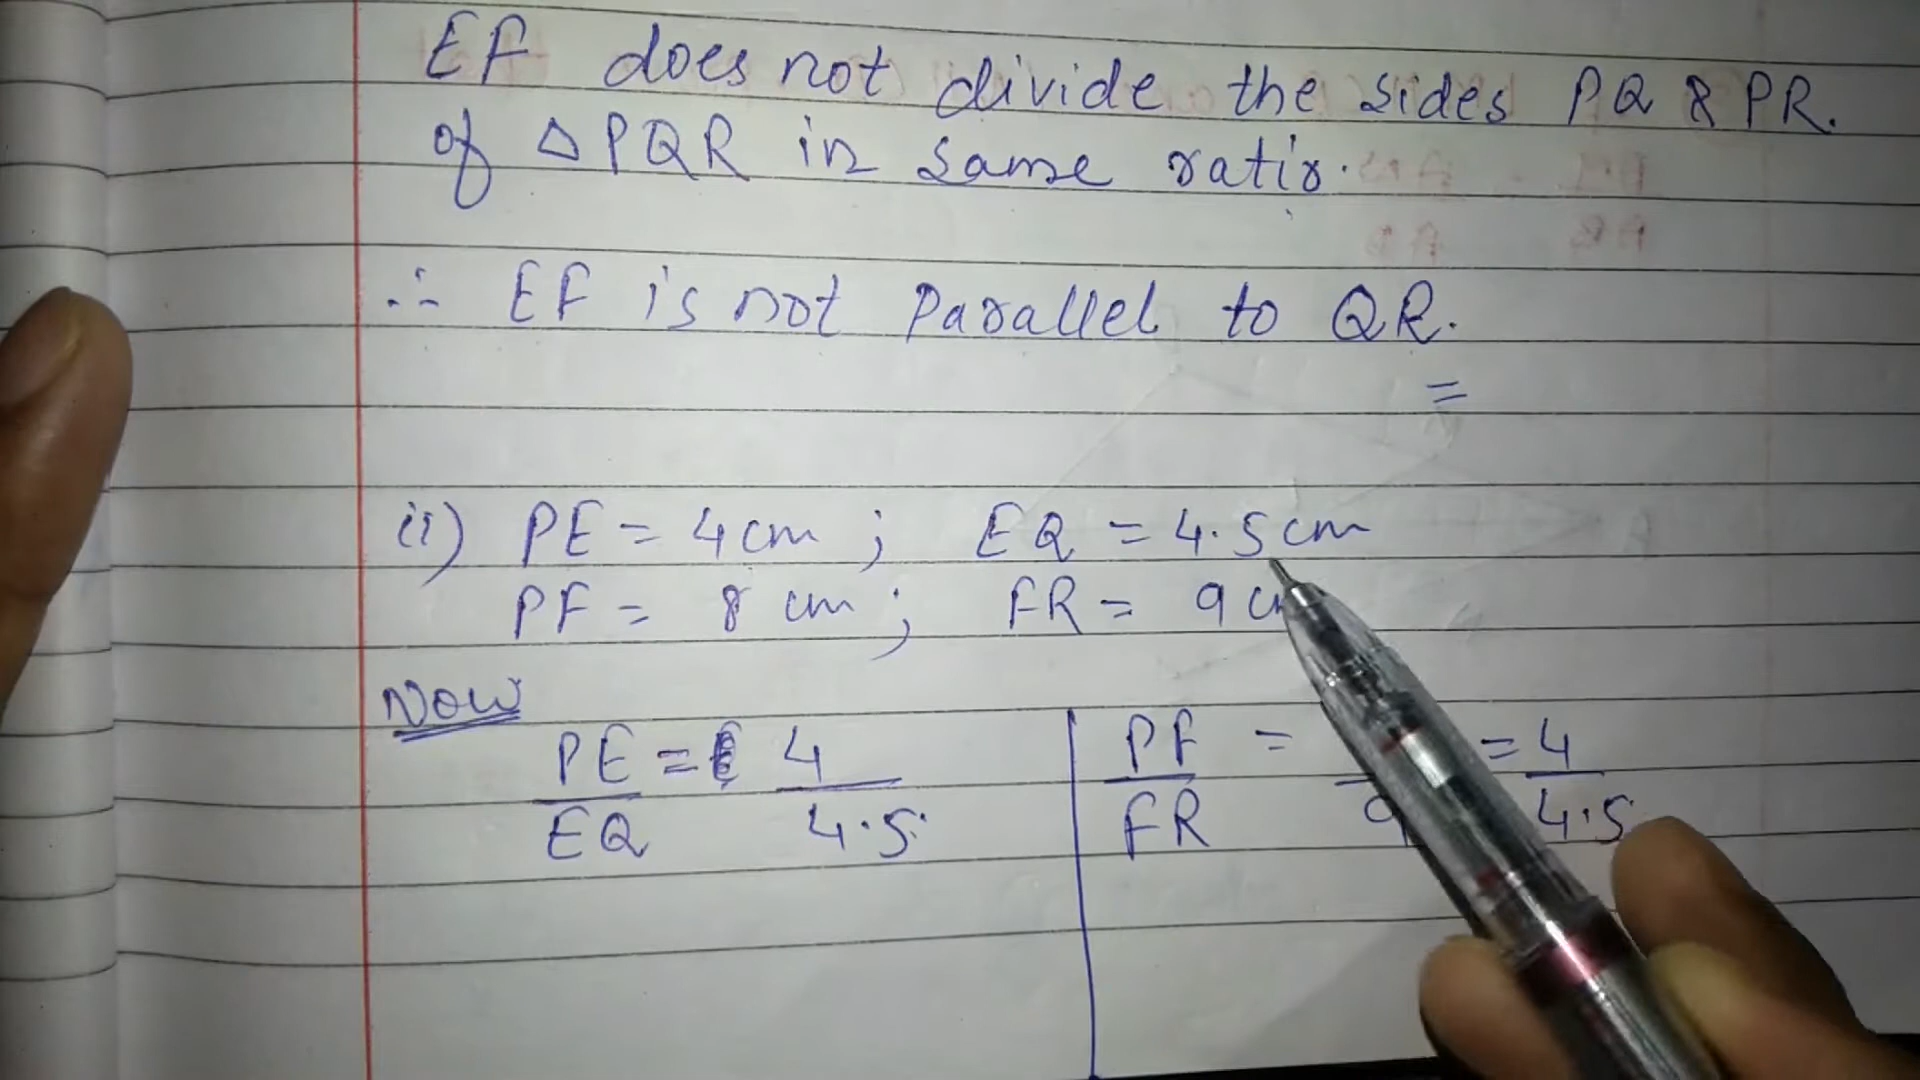 EF does not divide the sides PQ & PR.
of △PQR in same ratio.
∴ EF is not parallel to QR.
=
(ii) PE = 4cm ; EQ = 4.5cm
PF = 8 cm ; FR = 9
Now
PE = 4
EQ 4.5
PF = = 4
FR 9 4.5